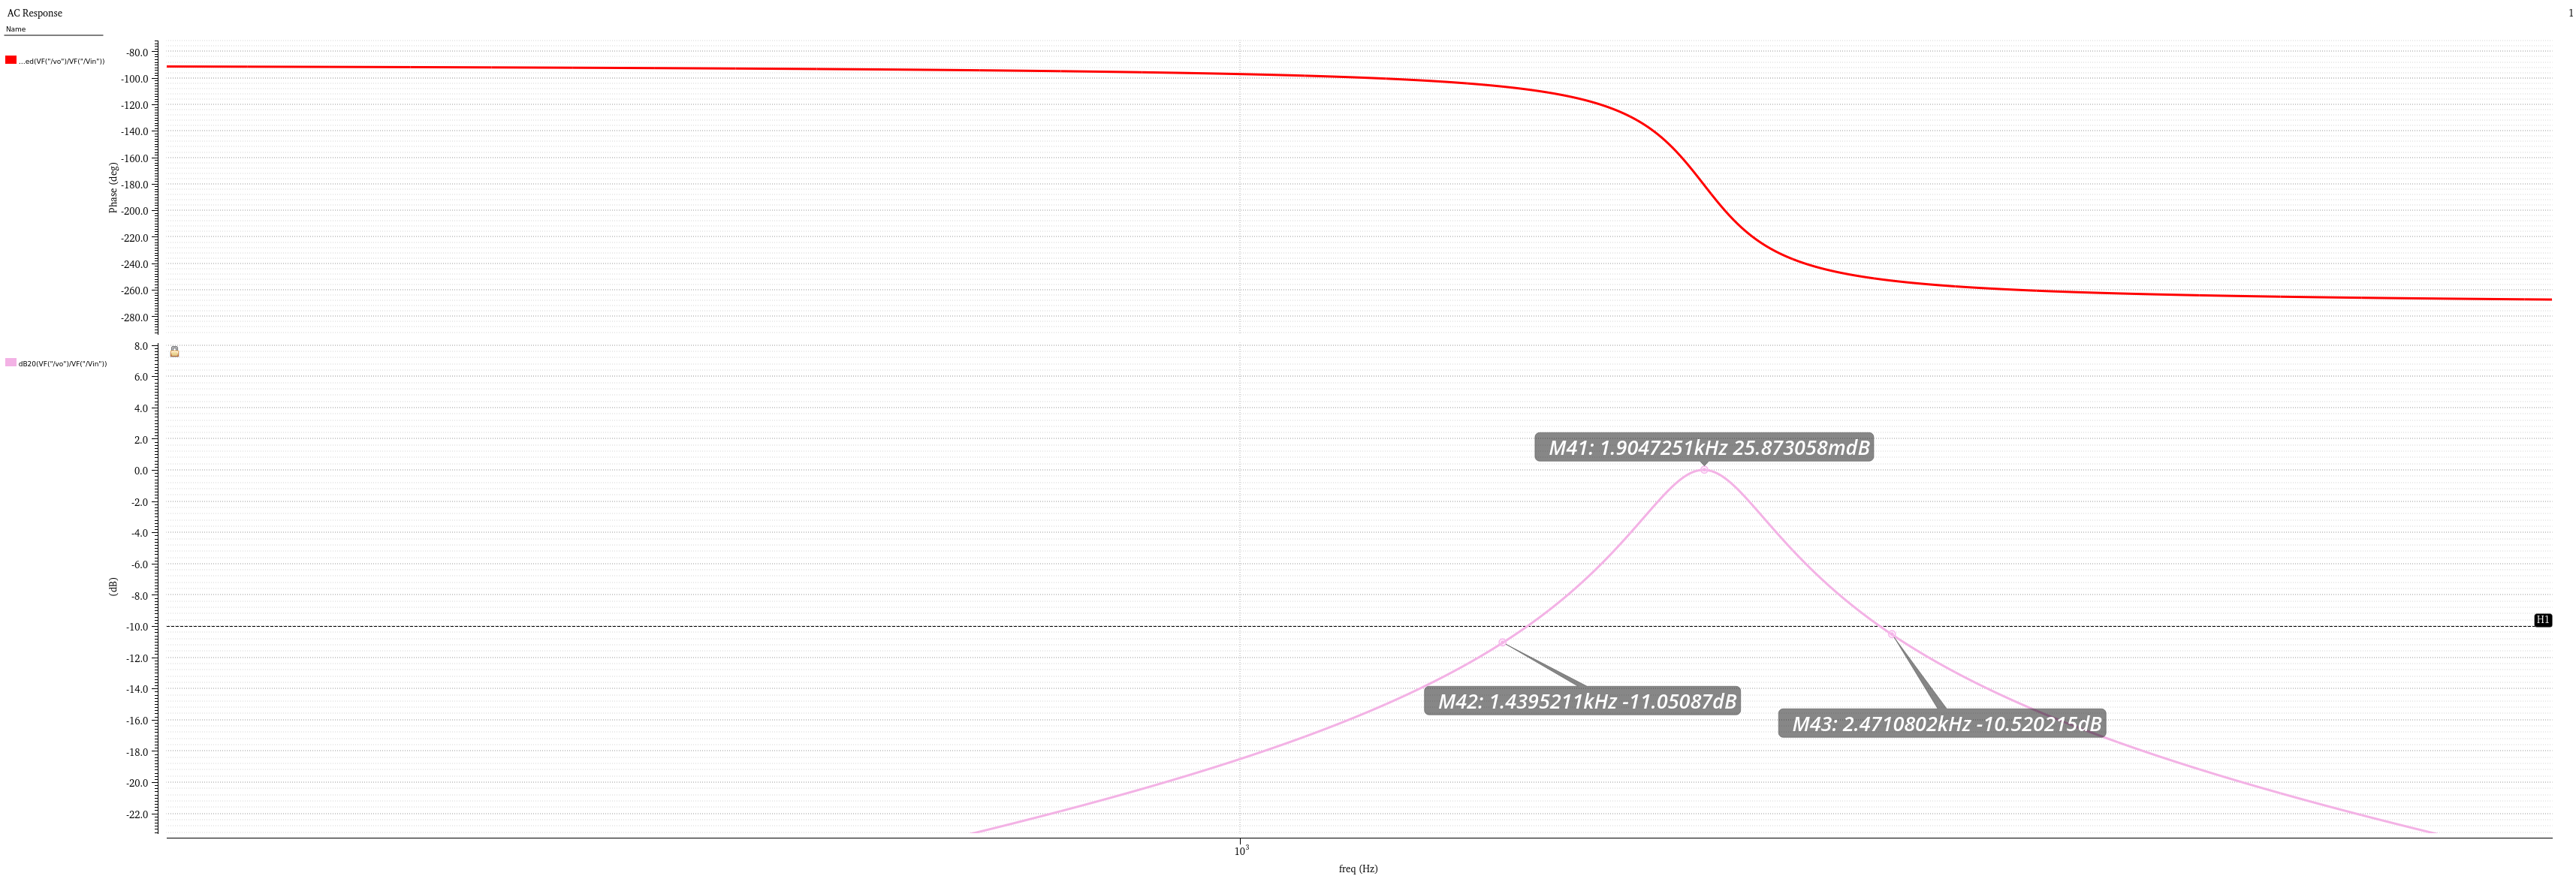 AC Response
1
Name
...ed(VF("/vo")/VF("/Vin"))
-80.0
-100.0
-120.0
-140.0
-160.0
-180.0
-200.0
-220.0
-240.0
-260.0
-280.0
Phase (deg)
dB20(VF("/vo")/VF("/Vin"))
8.0
6.0
4.0
2.0
0.0
-2.0
-4.0
-6.0
-8.0
-10.0
-12.0
-14.0
-16.0
-18.0
-20.0
-22.0
(dB)
M41: 1.9047251kHz 25.873058mdB
H1
M42: 1.4395211kHz -11.05087dB
M43: 2.4710802kHz -10.520215dB
10³
freq (Hz)